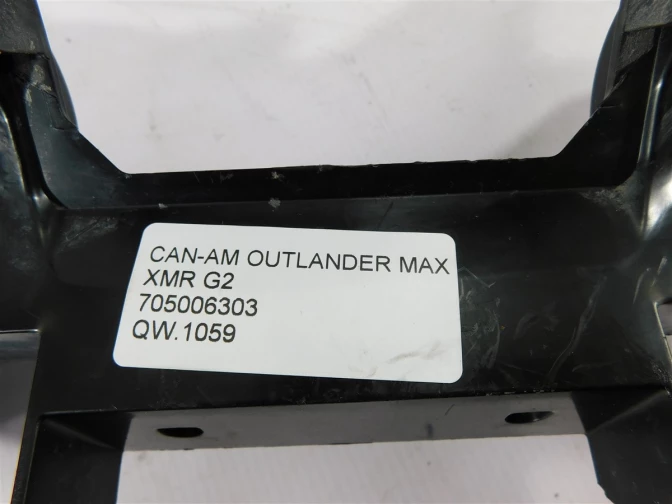 CAN-AM OUTLANDER MAX
XMR G2
705006303
QW.1059